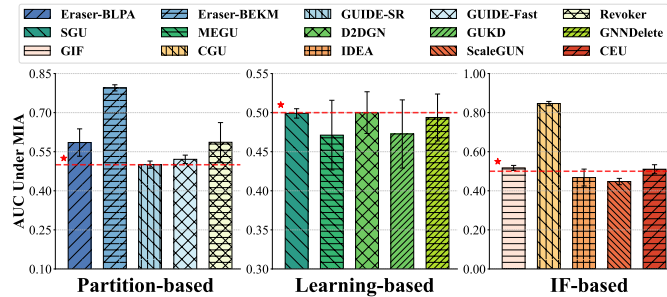 Eraser-BLPA Eraser-BEKM GUIDE-SR GUIDE-Fast Revoker
SGU MEGU D2DGN GUKD GNNDelete
GIF CGU IDEA ScaleGUN CEU
AUC Under MIA
0.85
0.70
0.55
0.40
0.25
0.10
Partition-based
0.55
0.50
0.45
0.40
0.35
0.30
Learning-based
1.00
0.80
0.60
0.40
0.20
0.00
IF-based